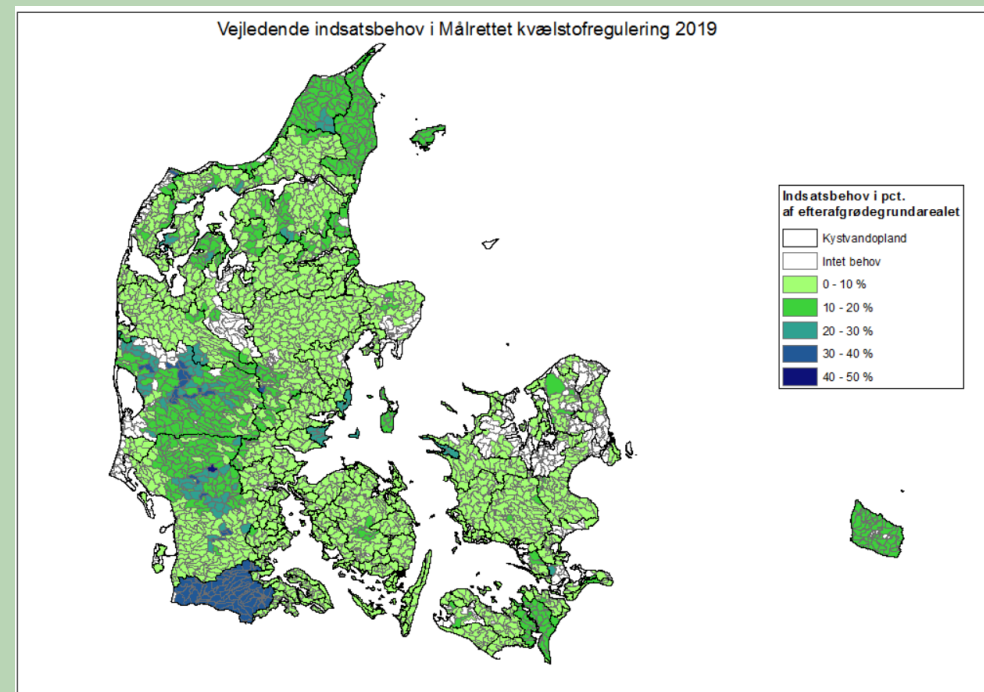 Vejledende indsatsbehov i Målrettet kvælstofregulering 2019
Indsatsbehov i pct.
af efterafgrødegrundarealet
Kystvandopland
Intet behov
0 - 10 %
10 - 20 %
20 - 30 %
30 - 40 %
40 - 50 %